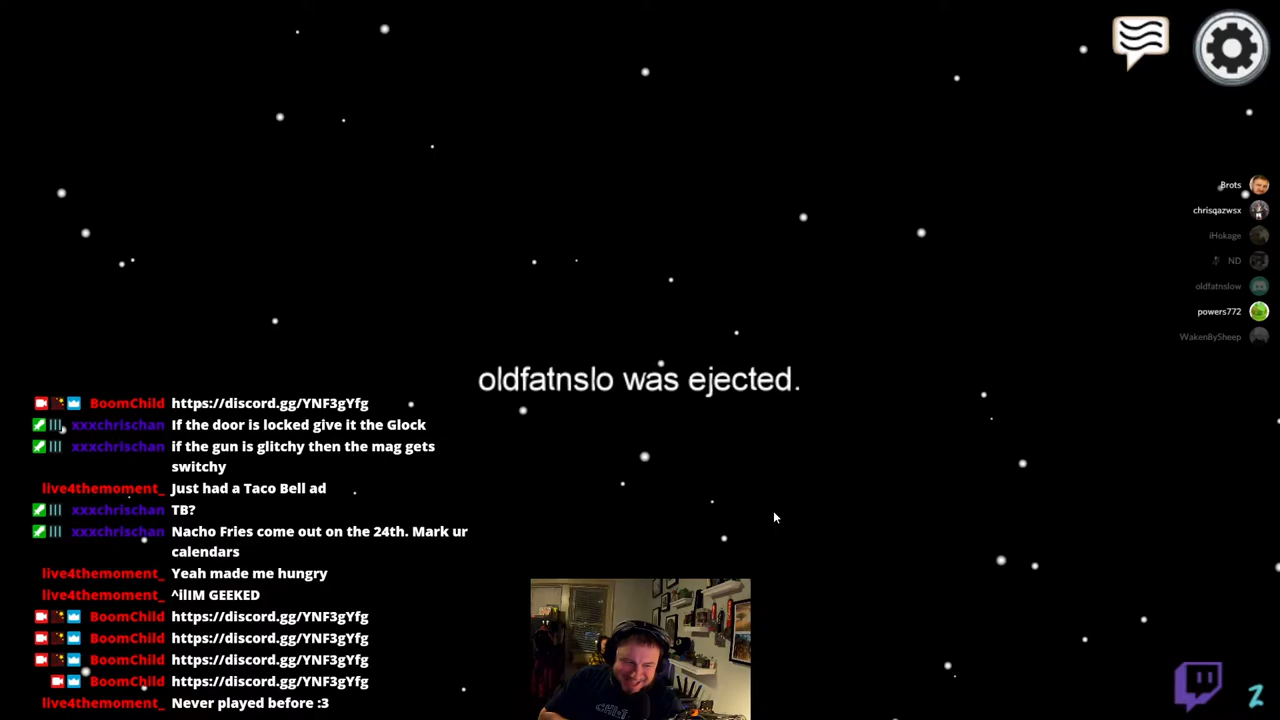 Brots
chrisqazwsx
iHokage
ND
oldfatnslow
powers772
WakenBySheep
oldfatnslo was ejected.
BoomChild https://discord.gg/YNF3gYfg
xxxchrischan If the door is locked give it the Glock
xxxchrischan if the gun is glitchy then the mag gets
switchy
live4themoment_ Just had a Taco Bell ad
xxxchrischan TB?
xxxchrischan Nacho Fries come out on the 24th. Mark ur
calendars
live4themoment_ Yeah made me hungry
live4themoment_ ^ilIM GEEKED
BoomChild https://discord.gg/YNF3gYfg
BoomChild https://discord.gg/YNF3gYfg
BoomChild https://discord.gg/YNF3gYfg
BoomChild https://discord.gg/YNF3gYfg
live4themoment_ Never played before :3
2